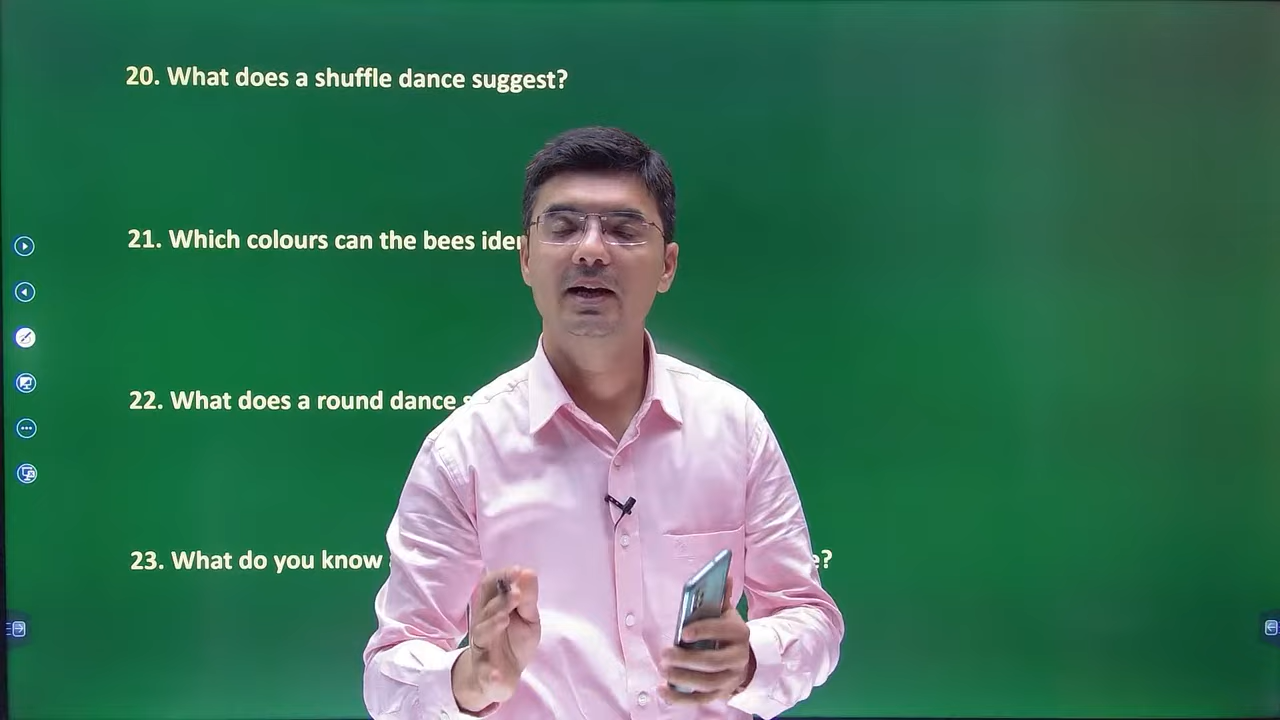 20. What does a shuffle dance suggest?
21. Which colours can the bees
22. What does a round dance
23. What do you know